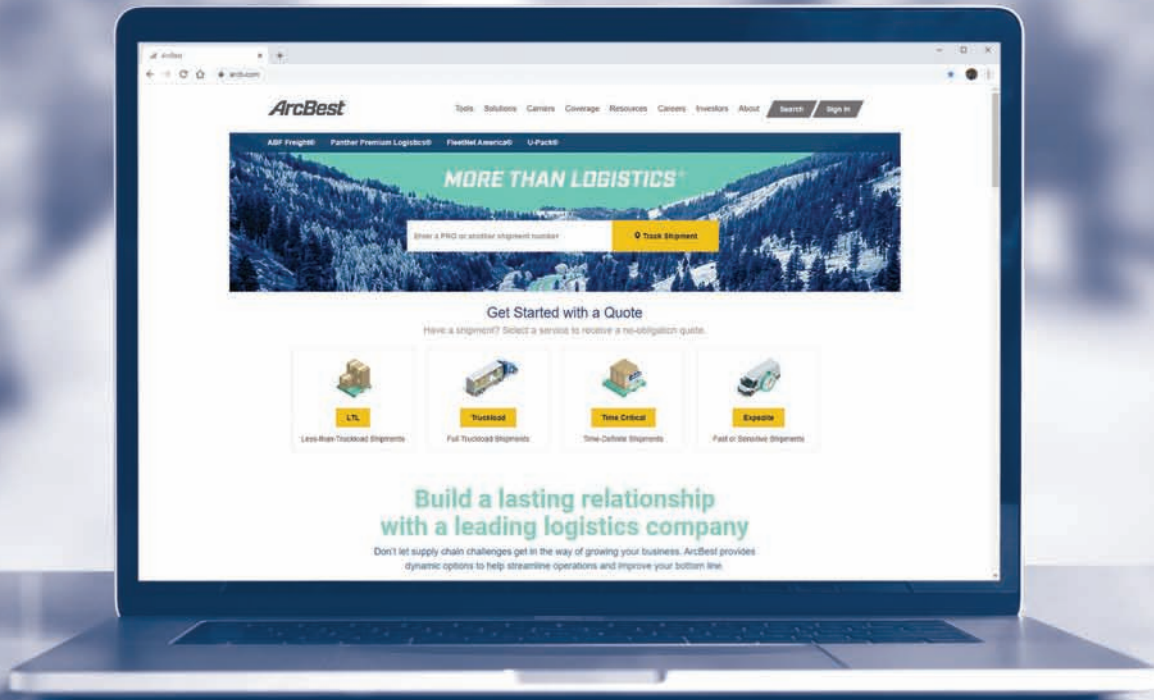 ArcBest
arcb.com
ArcBest
Tools Solutions Carriers Coverage Resources Careers Investors About Search Sign In
ABF Freight® Panther Premium Logistics® FleetNet America® U-Pack®
MORE THAN LOGISTICS®
Enter a PRO or another shipment number Track Shipment
Get Started with a Quote
Have a shipment? Select a service to receive a no-obligation quote.
LTL Truckload Time Critical Expedite
Less-than-Truckload Shipments Full Truckload Shipments Time-Definite Shipments Fast or Sensitive Shipments
Build a lasting relationship
with a leading logistics company
Don't let supply chain challenges get in the way of growing your business. ArcBest provides
dynamic options to help streamline operations and improve your bottom line.